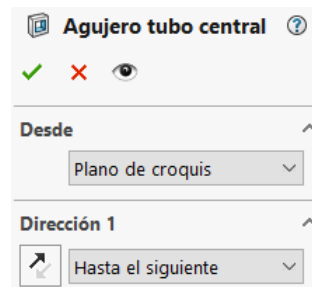 Agujero tubo central ?
Desde
Plano de croquis
Dirección 1
Hasta el siguiente